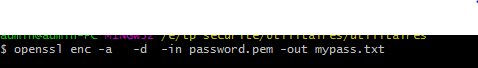 admin@admin-PC MINGW32 /e/tp securite/utilitaires/utilitaires
$ openssl enc -a   -d  -in password.pem -out mypass.txt